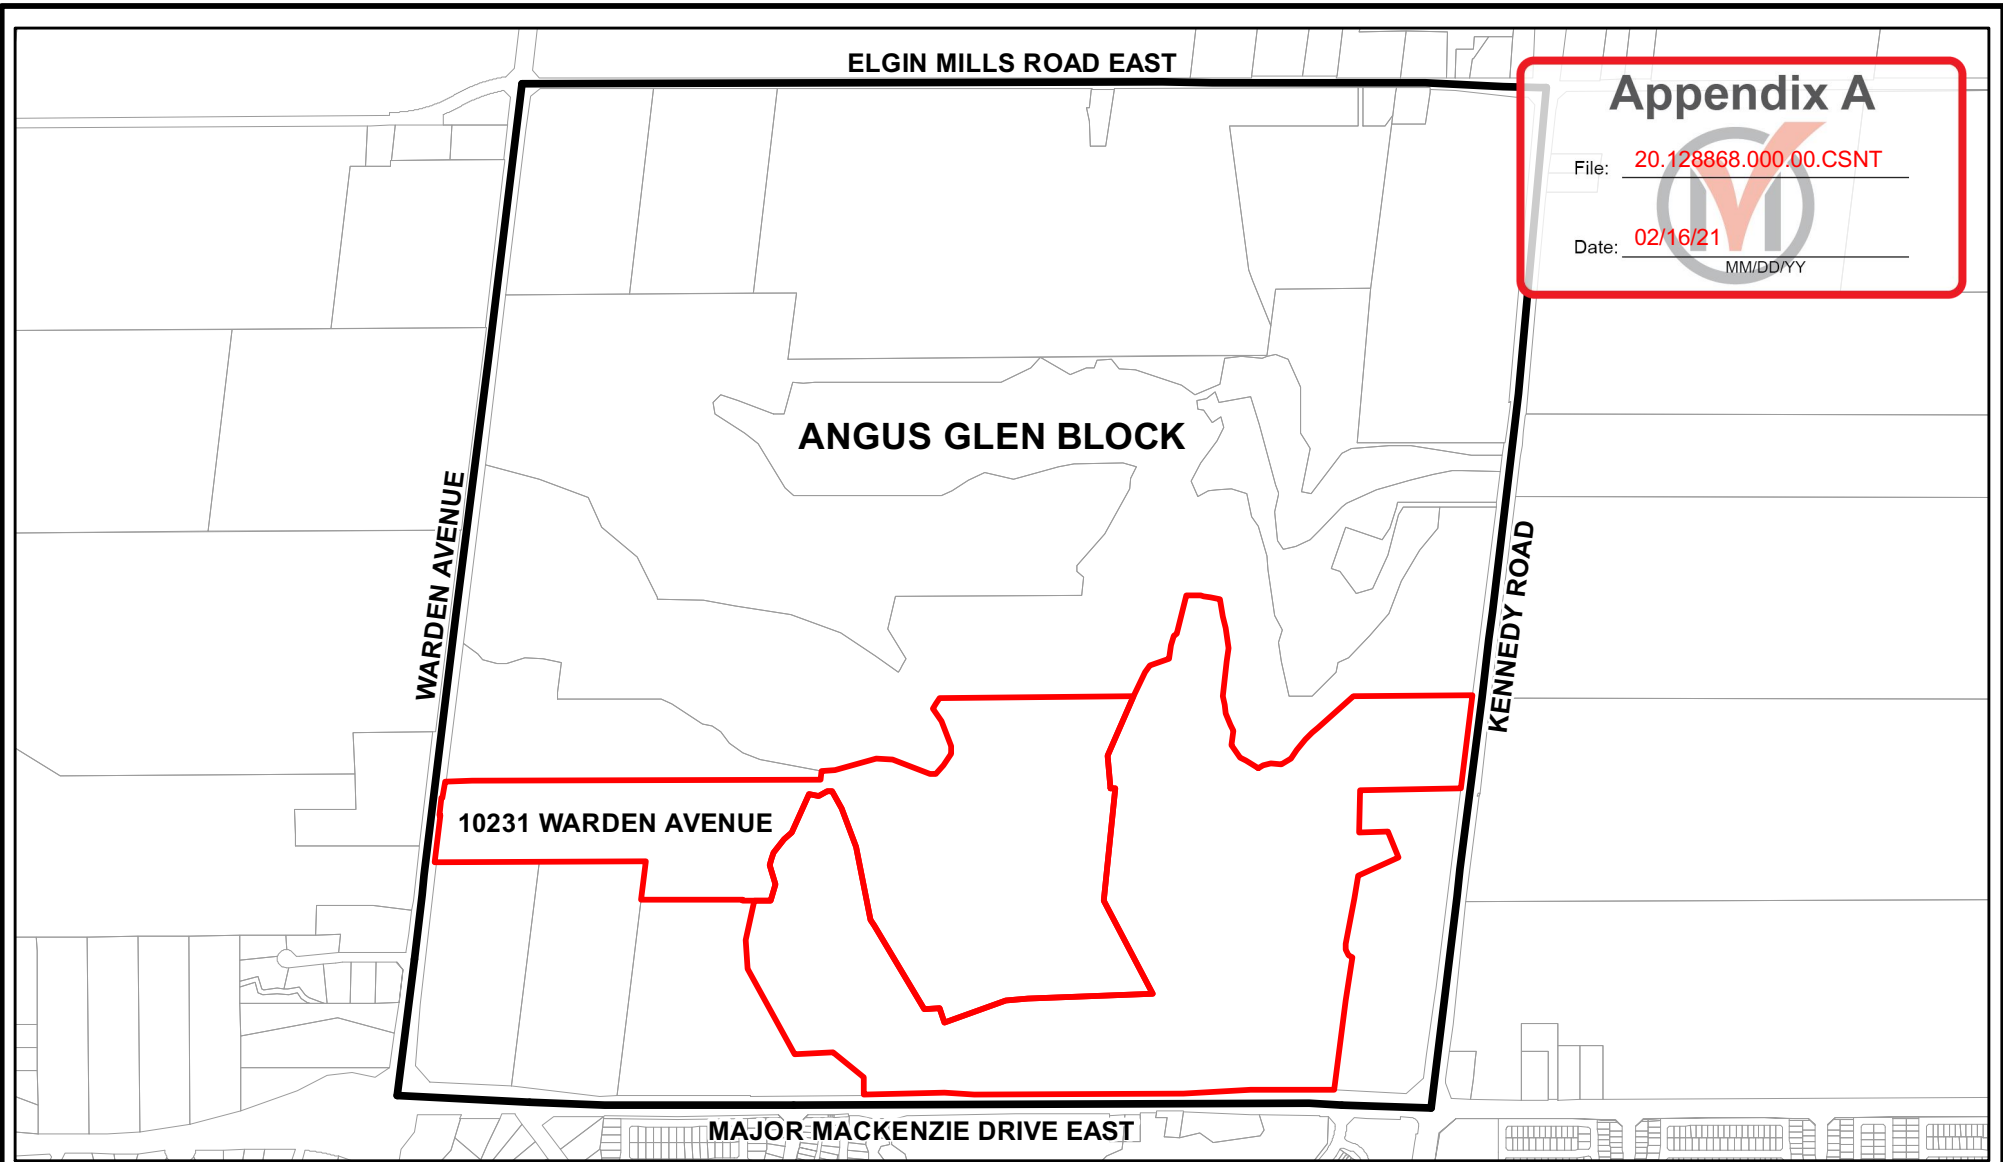 ELGIN MILLS ROAD EAST
Appendix A
File: 20.128868.000.00.CSNT
Date: 02/16/21
MM/DD/YY
ANGUS GLEN BLOCK
WARDEN AVENUE
KENNEDY ROAD
10231 WARDEN AVENUE
MAJOR MACKENZIE DRIVE EAST